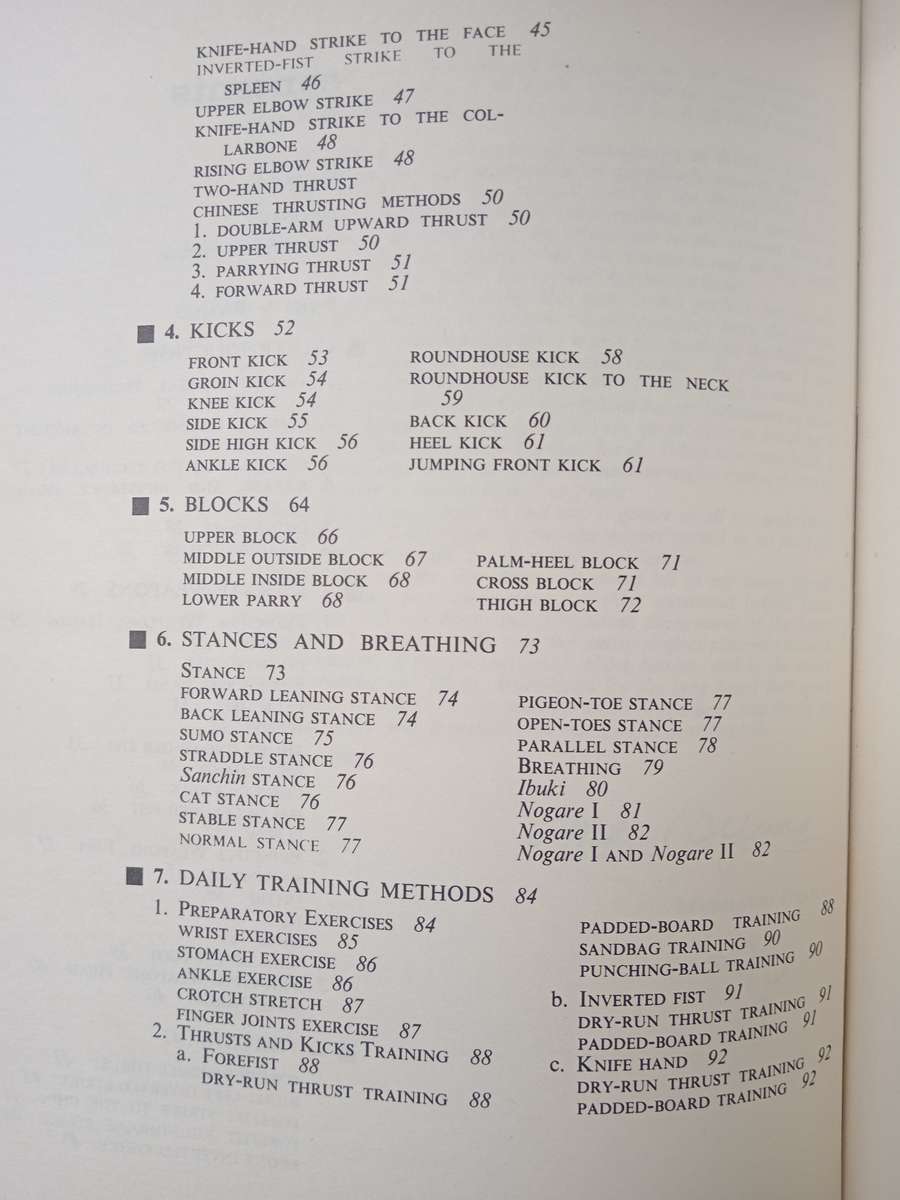 KNIFE-HAND STRIKE TO THE FACE 45
INVERTED-FIST STRIKE TO THE
SPLEEN 46
UPPER ELBOW STRIKE 47
KNIFE-HAND STRIKE TO THE COL-
LARBONE 48
RISING ELBOW STRIKE 48
TWO-HAND THRUST
CHINESE THRUSTING METHODS 50
1. DOUBLE-ARM UPWARD THRUST 50
2. UPPER THRUST 50
3. PARRYING THRUST 51
4. FORWARD THRUST 51
4. KICKS 52
FRONT KICK 53
GROIN KICK 54
KNEE KICK 54
SIDE KICK 55
SIDE HIGH KICK 56
ANKLE KICK 56
ROUNDHOUSE KICK 58
ROUNDHOUSE KICK TO THE NECK
59
BACK KICK 60
HEEL KICK 61
JUMPING FRONT KICK 61
5. BLOCKS 64
UPPER BLOCK 66
MIDDLE OUTSIDE BLOCK 67
MIDDLE INSIDE BLOCK 68
LOWER PARRY 68
PALM-HEEL BLOCK 71
CROSS BLOCK 71
THIGH BLOCK 72
6. STANCES AND BREATHING 73
STANCE 73
FORWARD LEANING STANCE 74
BACK LEANING STANCE 74
SUMO STANCE 75
STRADDLE STANCE 76
Sanchin STANCE 76
CAT STANCE 76
STABLE STANCE 77
NORMAL STANCE 77
PIGEON-TOE STANCE 77
OPEN-TOES STANCE 77
PARALLEL STANCE 78
BREATHING 79
Ibuki 80
Nogare I 81
Nogare II 82
Nogare I AND Nogare II 82
7. DAILY TRAINING METHODS 84
1. PREPARATORY EXERCISES 84
WRIST EXERCISES 85
STOMACH EXERCISE 86
ANKLE EXERCISE 86
CROTCH STRETCH 87
FINGER JOINTS EXERCISE 87
2. THRUSTS AND KICKS TRAINING 88
a. FOREFIST 88
DRY-RUN THRUST TRAINING 88
PADDED-BOARD TRAINING 88
SANDBAG TRAINING 90
PUNCHING-BALL TRAINING 90
b. INVERTED FIST 91
DRY-RUN THRUST TRAINING 91
PADDED-BOARD TRAINING 91
c. KNIFE HAND 92
DRY-RUN THRUST TRAINING 92
PADDED-BOARD TRAINING 92